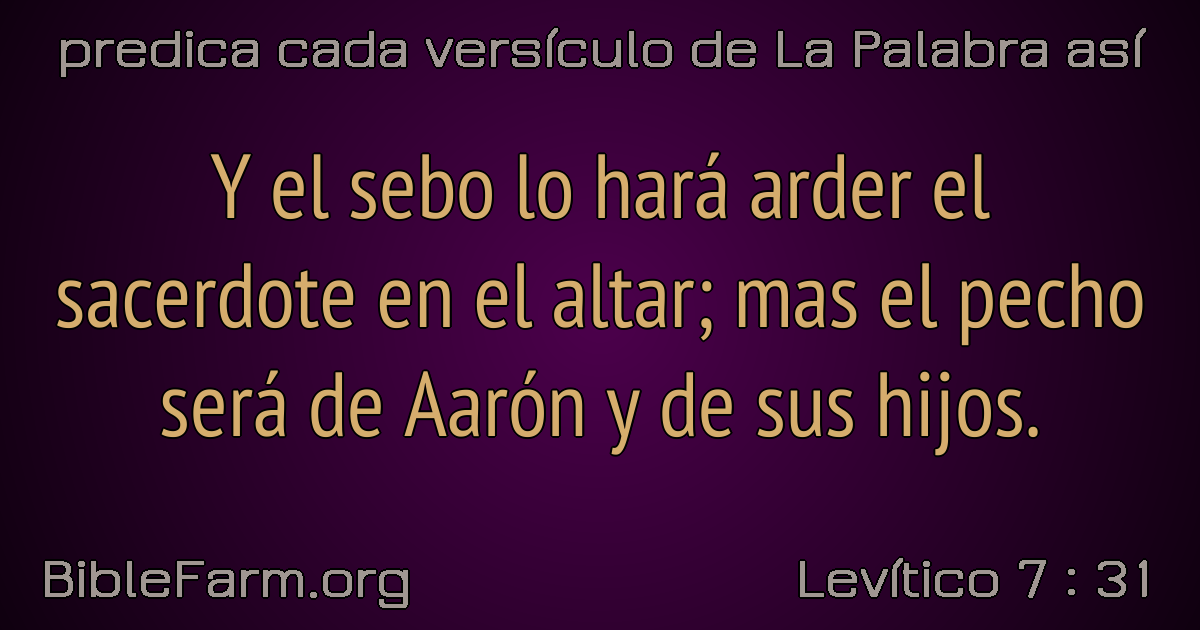 predica cada versículo de La Palabra así
Y el sebo lo hará arder el
sacerdote en el altar; mas el pecho
será de Aarón y de sus hijos.
BibleFarm.org
Levítico 7 : 31